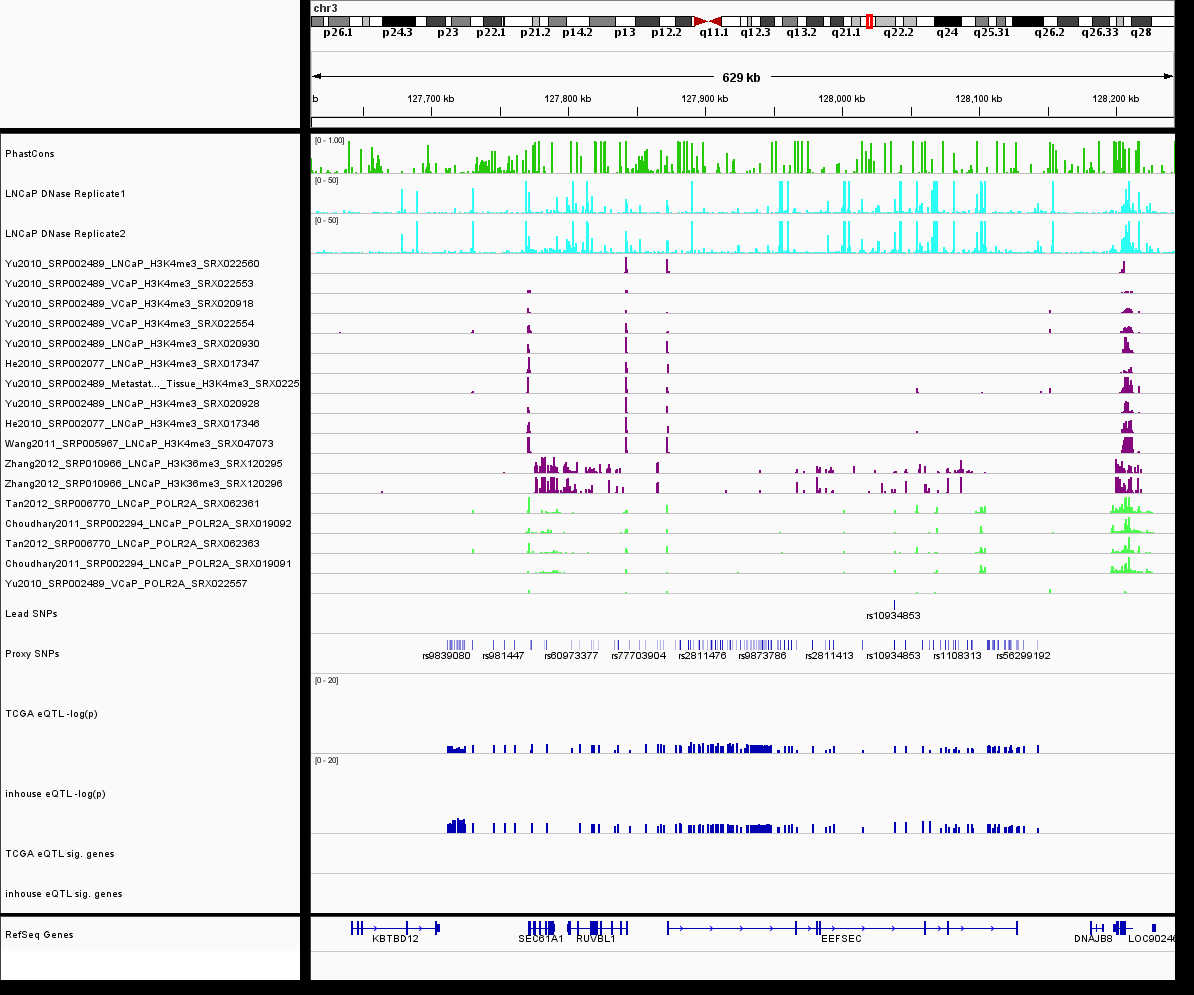 chr3
p26.1 p24.3 p23 p22.1 p21.2 p14.2 p13 p12.2 q11.1 q12.3 q13.2 q21.1 q22.2 q24 q25.31 q26.2 q26.33 q28
629 kb
b 127,700 kb 127,800 kb 127,900 kb 128,000 kb 128,100 kb 128,200 kb
PhastCons [0 - 1.00]
LNCaP DNase Replicate1 [0 - 50]
LNCaP DNase Replicate2 [0 - 50]
Yu2010_SRP002489_LNCaP_H3K4me3_SRX022560
Yu2010_SRP002489_VCaP_H3K4me3_SRX022553
Yu2010_SRP002489_VCaP_H3K4me3_SRX020918
Yu2010_SRP002489_VCaP_H3K4me3_SRX022554
Yu2010_SRP002489_LNCaP_H3K4me3_SRX020930
He2010_SRP002077_LNCaP_H3K4me3_SRX017347
Yu2010_SRP002489_Metastat..._Tissue_H3K4me3_SRX0225
Yu2010_SRP002489_LNCaP_H3K4me3_SRX020928
He2010_SRP002077_LNCaP_H3K4me3_SRX017346
Wang2011_SRP005967_LNCaP_H3K4me3_SRX047073
Zhang2012_SRP010966_LNCaP_H3K36me3_SRX120295
Zhang2012_SRP010966_LNCaP_H3K36me3_SRX120296
Tan2012_SRP006770_LNCaP_POLR2A_SRX062361
Choudhary2011_SRP002294_LNCaP_POLR2A_SRX019092
Tan2012_SRP006770_LNCaP_POLR2A_SRX062363
Choudhary2011_SRP002294_LNCaP_POLR2A_SRX019091
Yu2010_SRP002489_VCaP_POLR2A_SRX022557
Lead SNPs rs10934853
Proxy SNPs rs9839080 rs981447 rs60973377 rs77703904 rs2811476 rs9873786 rs2811413 rs10934853 rs1108313 rs56299192
[0 - 20]
TCGA eQTL -log(p)
[0 - 20]
inhouse eQTL -log(p)
TCGA eQTL sig. genes
inhouse eQTL sig. genes
RefSeq Genes KBTBD12 SEC61A1 RUVBL1 EEFSEC DNAJB8 LOC90246